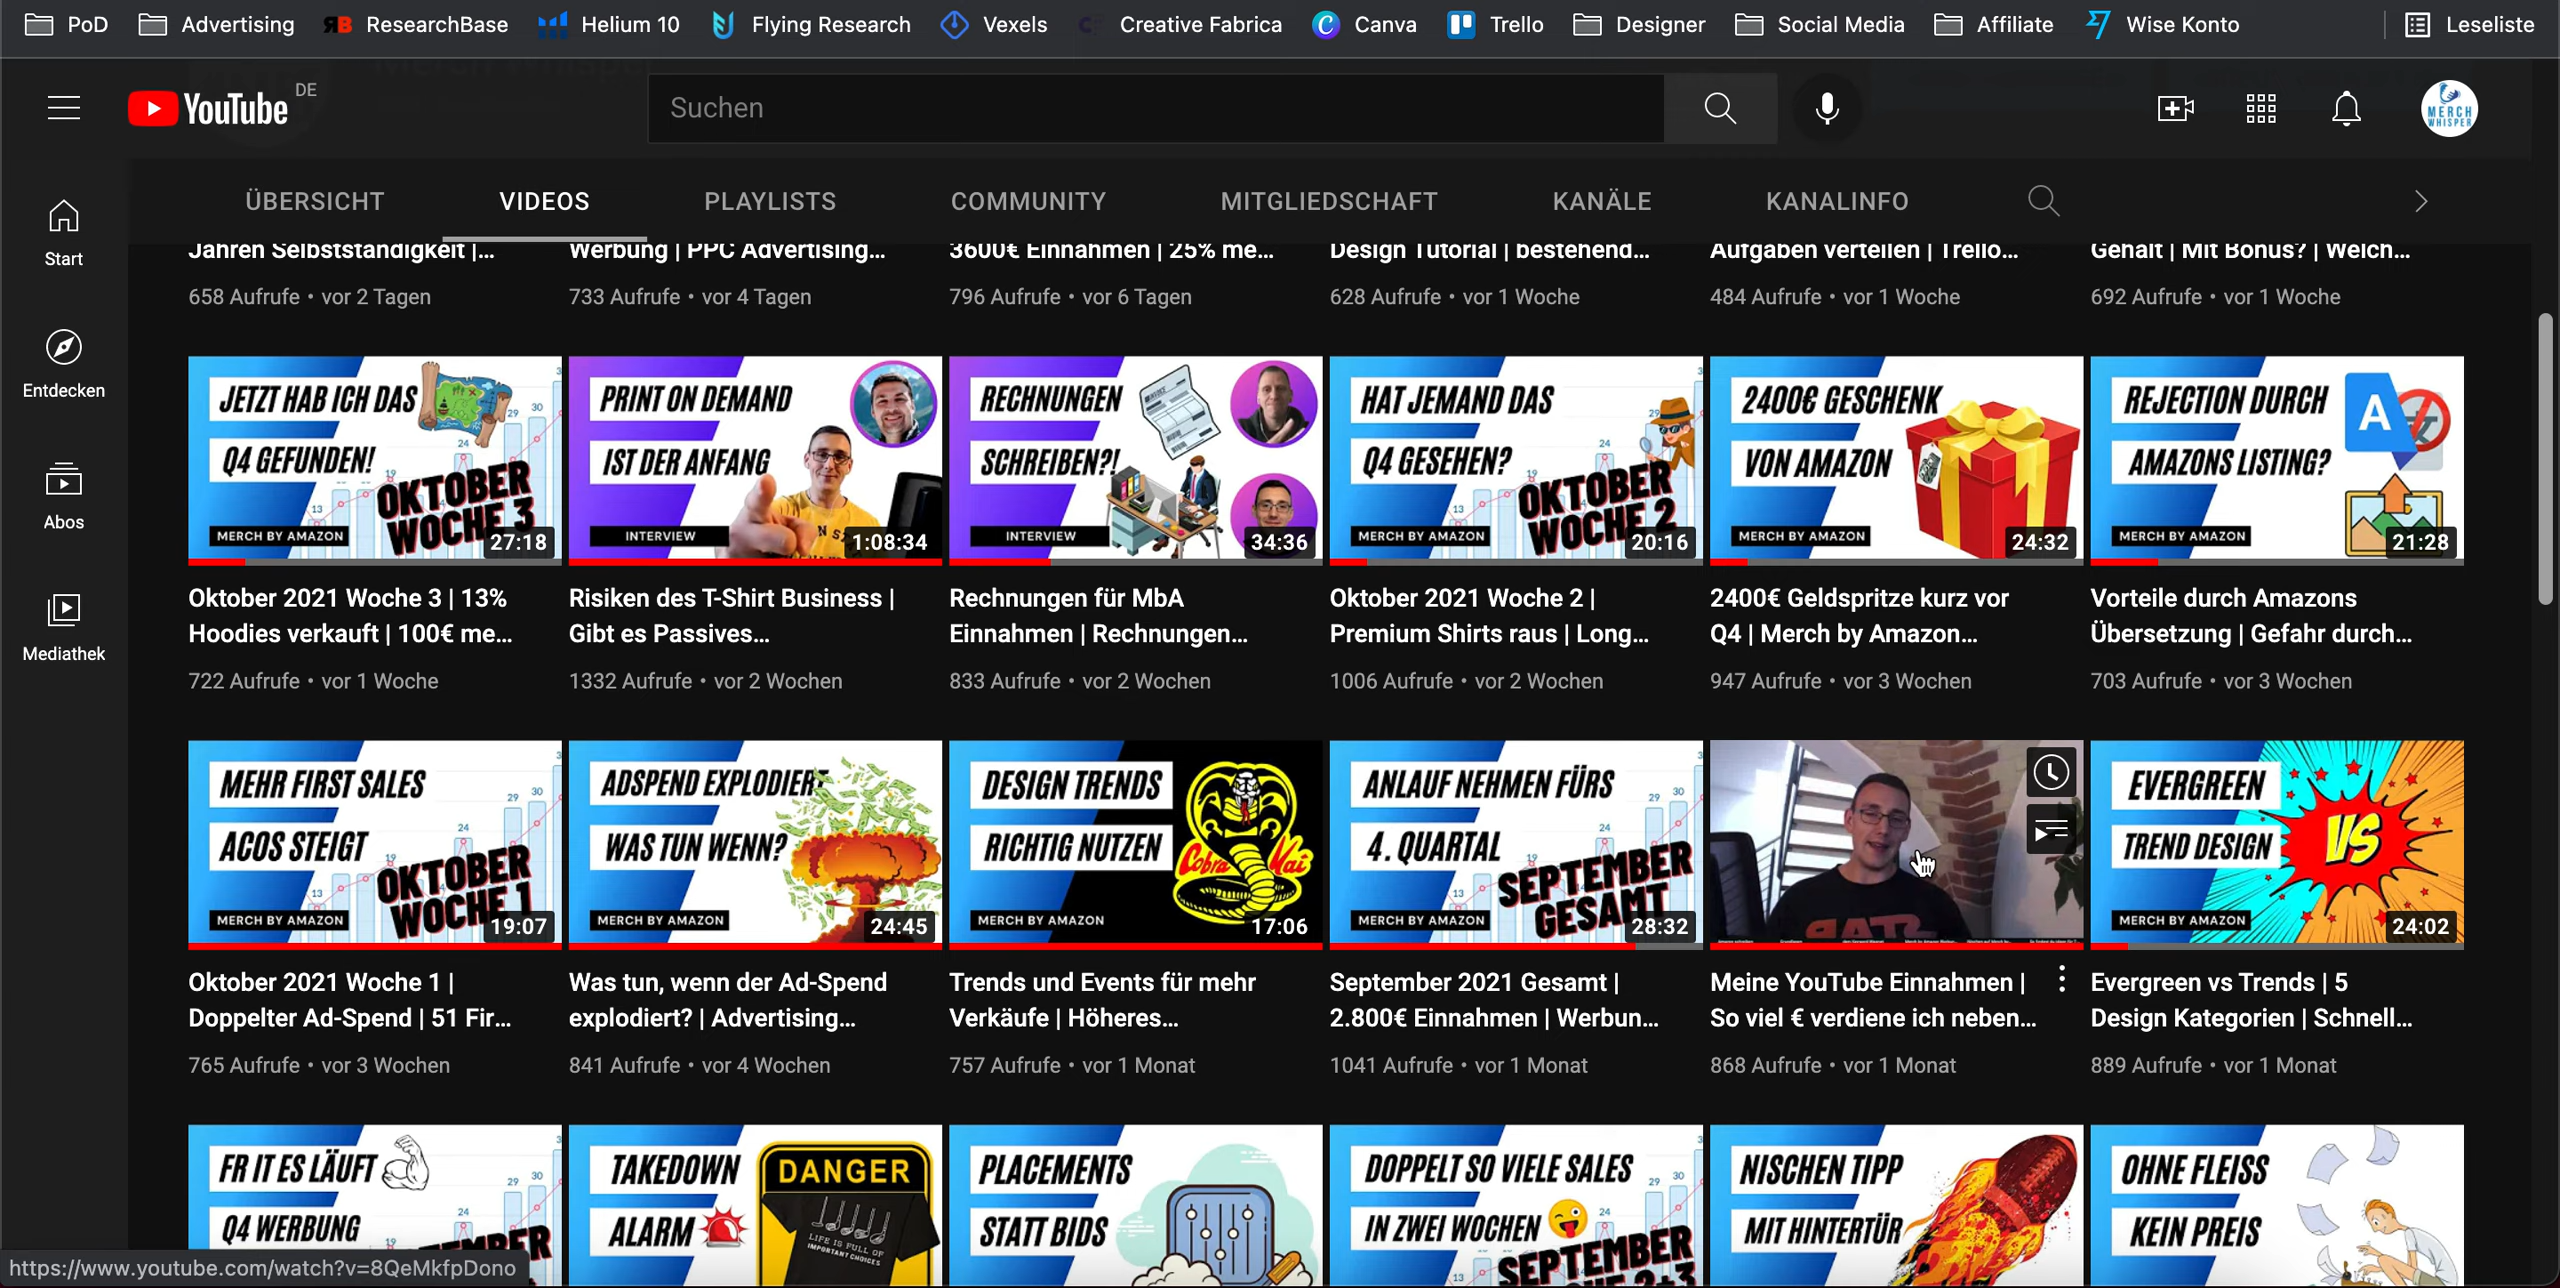 PoD Advertising ResearchBase Helium 10 Flying Research Vexels Creative Fabrica Canva Trello Designer Social Media Affiliate Wise Konto Leseliste
YouTube DE
Suchen
MERCH WHISPER
ÜBERSICHT VIDEOS PLAYLISTS COMMUNITY MITGLIEDSCHAFT KANÄLE KANALINFO
Start
Entdecken
Abos
Mediathek
Jahren Selbstständigkeit |...
658 Aufrufe • vor 2 Tagen
Werbung | PPC Advertising...
733 Aufrufe • vor 4 Tagen
3600€ Einnahmen | 25% me...
796 Aufrufe • vor 6 Tagen
Design Tutorial | bestehend...
628 Aufrufe • vor 1 Woche
Aufgaben verteilen | Trello...
484 Aufrufe • vor 1 Woche
Gehalt | Mit Bonus? | Welch...
692 Aufrufe • vor 1 Woche
JETZT HAB ICH DAS
Q4 GEFUNDEN!
OKTOBER
WOCHE 3
MERCH BY AMAZON
27:18
Oktober 2021 Woche 3 | 13%
Hoodies verkauft | 100€ me...
722 Aufrufe • vor 1 Woche
PRINT ON DEMAND
IST DER ANFANG
INTERVIEW
1:08:34
Risiken des T-Shirt Business |
Gibt es Passives...
1332 Aufrufe • vor 2 Wochen
RECHNUNGEN
SCHREIBEN?!
INTERVIEW
34:36
Rechnungen für MbA
Einnahmen | Rechnungen...
833 Aufrufe • vor 2 Wochen
HAT JEMAND DAS
Q4 GESEHEN?
OKTOBER
WOCHE 2
MERCH BY AMAZON
20:16
Oktober 2021 Woche 2 |
Premium Shirts raus | Long...
1006 Aufrufe • vor 2 Wochen
2400€ GESCHENK
VON AMAZON
MERCH BY AMAZON
24:32
2400€ Geldspritze kurz vor
Q4 | Merch by Amazon...
947 Aufrufe • vor 3 Wochen
REJECTION DURCH
AMAZONS LISTING?
A
MERCH BY AMAZON
21:28
Vorteile durch Amazons
Übersetzung | Gefahr durch...
703 Aufrufe • vor 3 Wochen
MEHR FIRST SALES
ACOS STEIGT
OKTOBER
WOCHE 1
MERCH BY AMAZON
19:07
Oktober 2021 Woche 1 |
Doppelter Ad-Spend | 51 Fir...
765 Aufrufe • vor 3 Wochen
ADSPEND EXPLODIERT
WAS TUN WENN?
MERCH BY AMAZON
24:45
Was tun, wenn der Ad-Spend
explodiert? | Advertising...
841 Aufrufe • vor 4 Wochen
DESIGN TRENDS
RICHTIG NUTZEN
Cobra Kai
MERCH BY AMAZON
17:06
Trends und Events für mehr
Verkäufe | Höheres...
757 Aufrufe • vor 1 Monat
ANLAUF NEHMEN FÜRS
4. QUARTAL
SEPTEMBER
GESAMT
MERCH BY AMAZON
28:32
September 2021 Gesamt |
2.800€ Einnahmen | Werbun...
1041 Aufrufe • vor 1 Monat
Meine YouTube Einnahmen |
So viel € verdiene ich neben...
868 Aufrufe • vor 1 Monat
EVERGREEN
TREND DESIGN
VS
MERCH BY AMAZON
24:02
Evergreen vs Trends | 5
Design Kategorien | Schnell...
889 Aufrufe • vor 1 Monat
FR IT ES LÄUFT
Q4 WERBUNG
TAKEDOWN
ALARM
DANGER
LIFE IS FULL OF
IMPORTANT CHOICES
PLACEMENTS
STATT BIDS
DOPPELT SO VIELE SALES
IN ZWEI WOCHEN
SEPTEMBER
NISCHEN TIPP
MIT HINTERTÜR
OHNE FLEISS
KEIN PREIS
https://www.youtube.com/watch?v=8QeMkfpDono